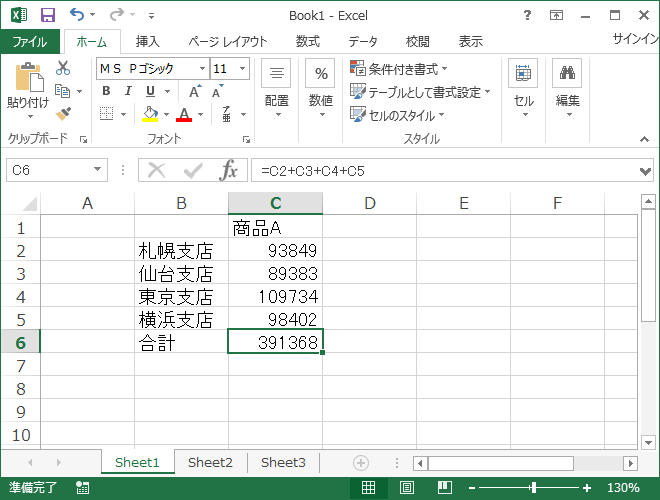 Book1 - Excel
ファイル ホーム 挿入 ページ レイアウト 数式 データ 校閲 表示 サインイン
貼り付け
ＭＳ Ｐゴシック 11
B I U A A
A 亜
配置
%
数値
条件付き書式
テーブルとして書式設定
セルのスタイル
セル
編集
クリップボード フォント スタイル
C6 fx =C2+C3+C4+C5
A B C D E F
1 商品A
2 札幌支店 93849
3 仙台支店 89383
4 東京支店 109734
5 横浜支店 98402
6 合計 391368
7
8
9
10
Sheet1 Sheet2 Sheet3
準備完了 130%